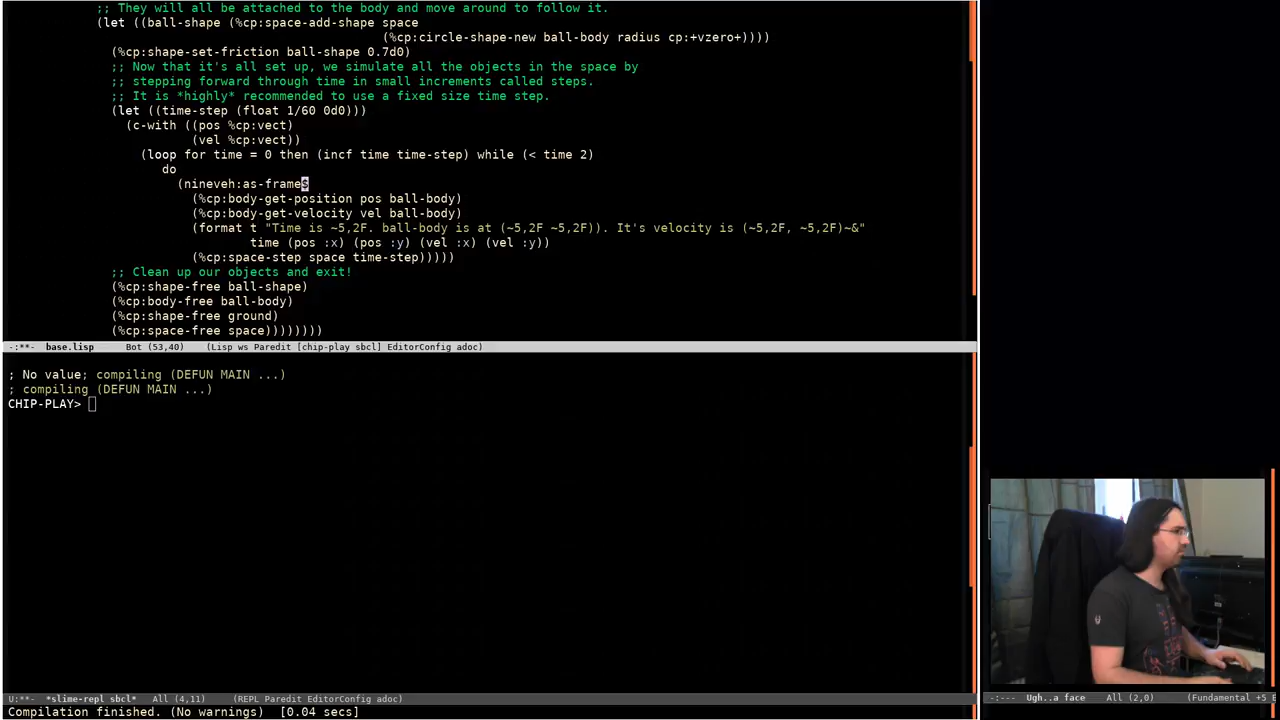 ;; They will all be attached to the body and move around to follow it.
(let ((ball-shape (%cp:space-add-shape space
(%cp:circle-shape-new ball-body radius cp:+vzero+))))
(%cp:shape-set-friction ball-shape 0.7d0)
;; Now that it's all set up, we simulate all the objects in the space by
;; stepping forward through time in small increments called steps.
;; It is *highly* recommended to use a fixed size time step.
(let ((time-step (float 1/60 0d0)))
(c-with ((pos %cp:vect)
(vel %cp:vect))
(loop for time = 0 then (incf time time-step) while (< time 2)
do
(nineveh:as-frame$
(%cp:body-get-position pos ball-body)
(%cp:body-get-velocity vel ball-body)
(format t "Time is ~5,2F. ball-body is at (~5,2F ~5,2F)). It's velocity is (~5,2F, ~5,2F)~&"
time (pos :x) (pos :y) (vel :x) (vel :y))
(%cp:space-step space time-step)))))
;; Clean up our objects and exit!
(%cp:shape-free ball-shape)
(%cp:body-free ball-body)
(%cp:shape-free ground)
(%cp:space-free space))))))))
-:**- base.lisp Bot (53,40) (Lisp ws Paredit [chip-play sbcl] EditorConfig adoc)
; No value; compiling (DEFUN MAIN ...)
; compiling (DEFUN MAIN ...)
CHIP-PLAY>
U:**- *slime-repl sbcl* All (4,11) (REPL Paredit EditorConfig adoc)
-:--- Ugh..a face All (2,0) (Fundamental +5 E
Compilation finished. (No warnings) [0.04 secs]